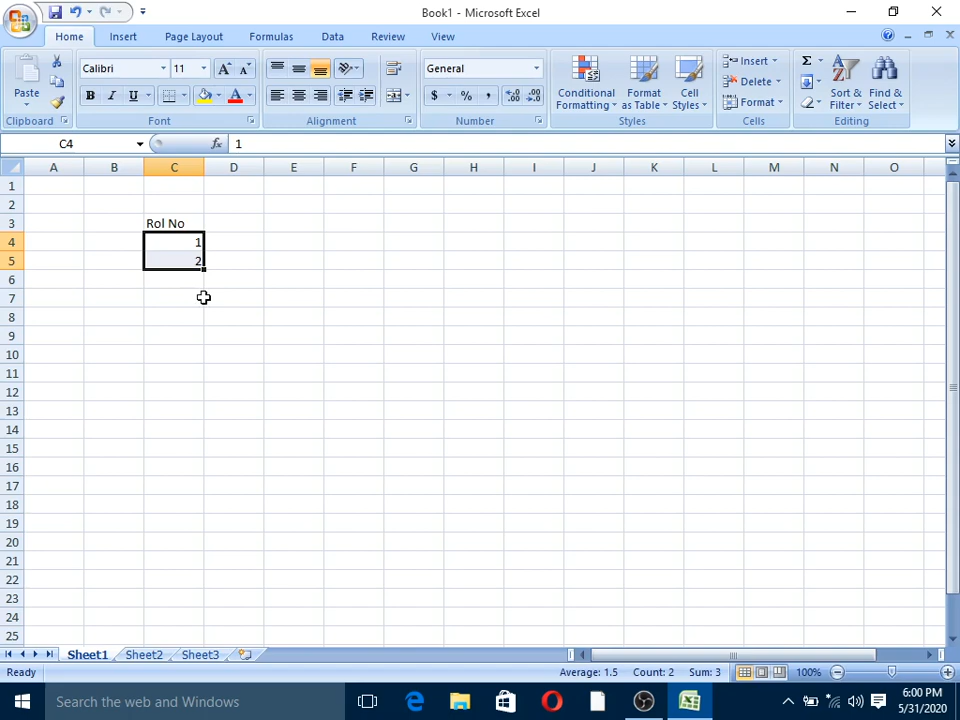 Book1 - Microsoft Excel
Home Insert Page Layout Formulas Data Review View
Paste
Clipboard
Calibri 11
A A
B I U A
Font
Alignment
General
$ % ,
Number
Conditional Formatting
Format as Table
Cell Styles
Styles
Insert
Delete
Format
Cells
Σ
Sort & Filter
Find & Select
Editing
C4 fx 1
A B C D E F G H I J K L M N O
1
2
3 Rol No
4 1
5 2
6
7
8
9
10
11
12
13
14
15
16
17
18
19
20
21
22
23
24
25
Sheet1 Sheet2 Sheet3
Ready Average: 1.5 Count: 2 Sum: 3 100%
Search the web and Windows
6:00 PM
5/31/2020